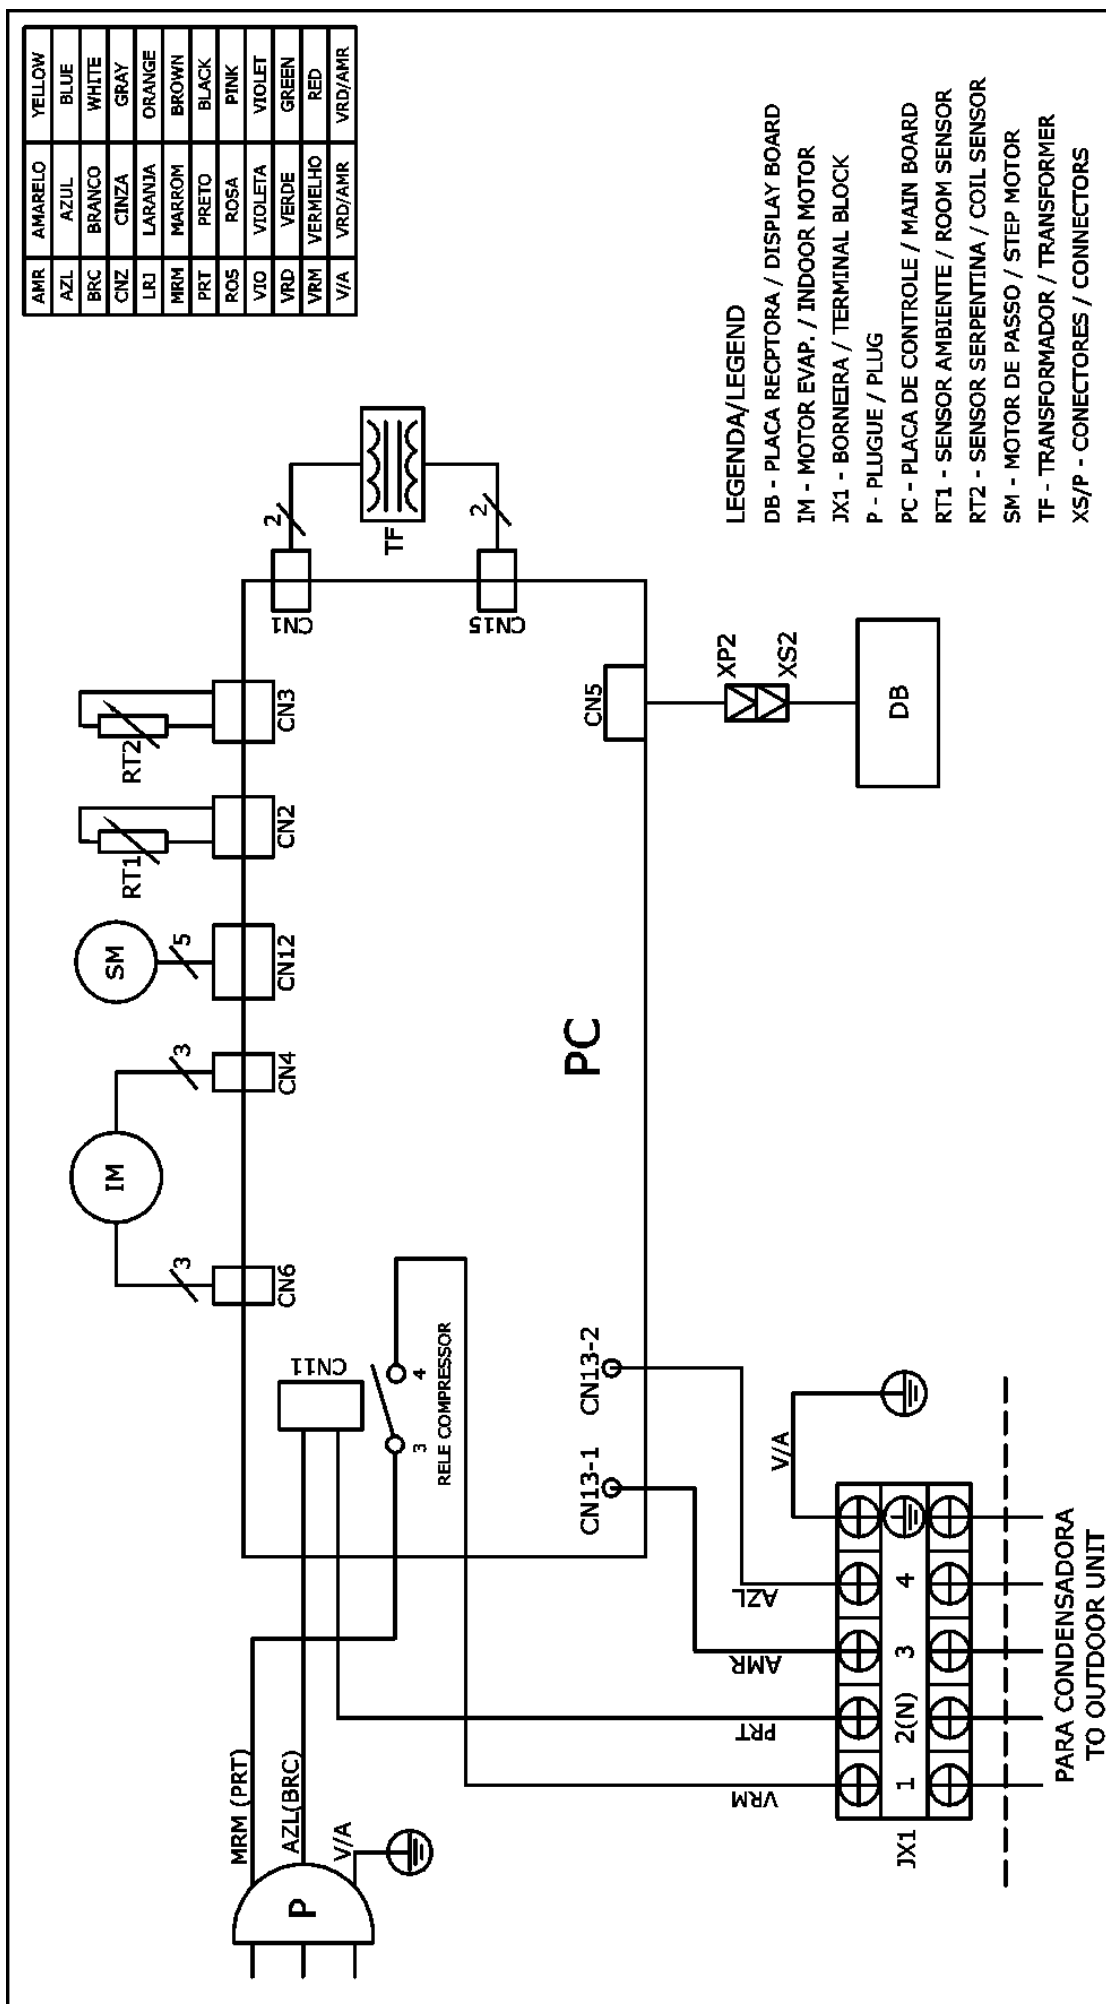 AMR AMARELO YELLOW
AZL AZUL BLUE
BRC BRANCO WHITE
CNZ CINZA GRAY
LRJ LARANJA ORANGE
MRM MARROM BROWN
PRT PRETO BLACK
ROS ROSA PINK
VIO VIOLETA VIOLET
VRD VERDE GREEN
VRM VERMELHO RED
V/A VRD/AMR VRD/AMR
IM
SM
RT1
RT2
3
3
5
CN6
CN4
CN12
CN2
CN3
2
CN1
TF
2
CN15
P
MRM (PRT)
AZL(BRC)
V/A
CN11
3
4
RELE COMPRESSOR
PC
CN13-1
CN13-2
CN5
XP2
XS2
DB
VRM
PRT
AMR
AZL
V/A
JX1
1
2(N)
3
4
PARA CONDENSADORA
TO OUTDOOR UNIT
LEGENDA/LEGEND
DB - PLACA RECPTORA / DISPLAY BOARD
IM - MOTOR EVAP. / INDOOR MOTOR
JX1 - BORNEIRA / TERMINAL BLOCK
P - PLUGUE / PLUG
PC - PLACA DE CONTROLE / MAIN BOARD
RT1 - SENSOR AMBIENTE / ROOM SENSOR
RT2 - SENSOR SERPENTINA / COIL SENSOR
SM - MOTOR DE PASSO / STEP MOTOR
TF - TRANSFORMADOR / TRANSFORMER
XS/P - CONECTORES / CONNECTORS